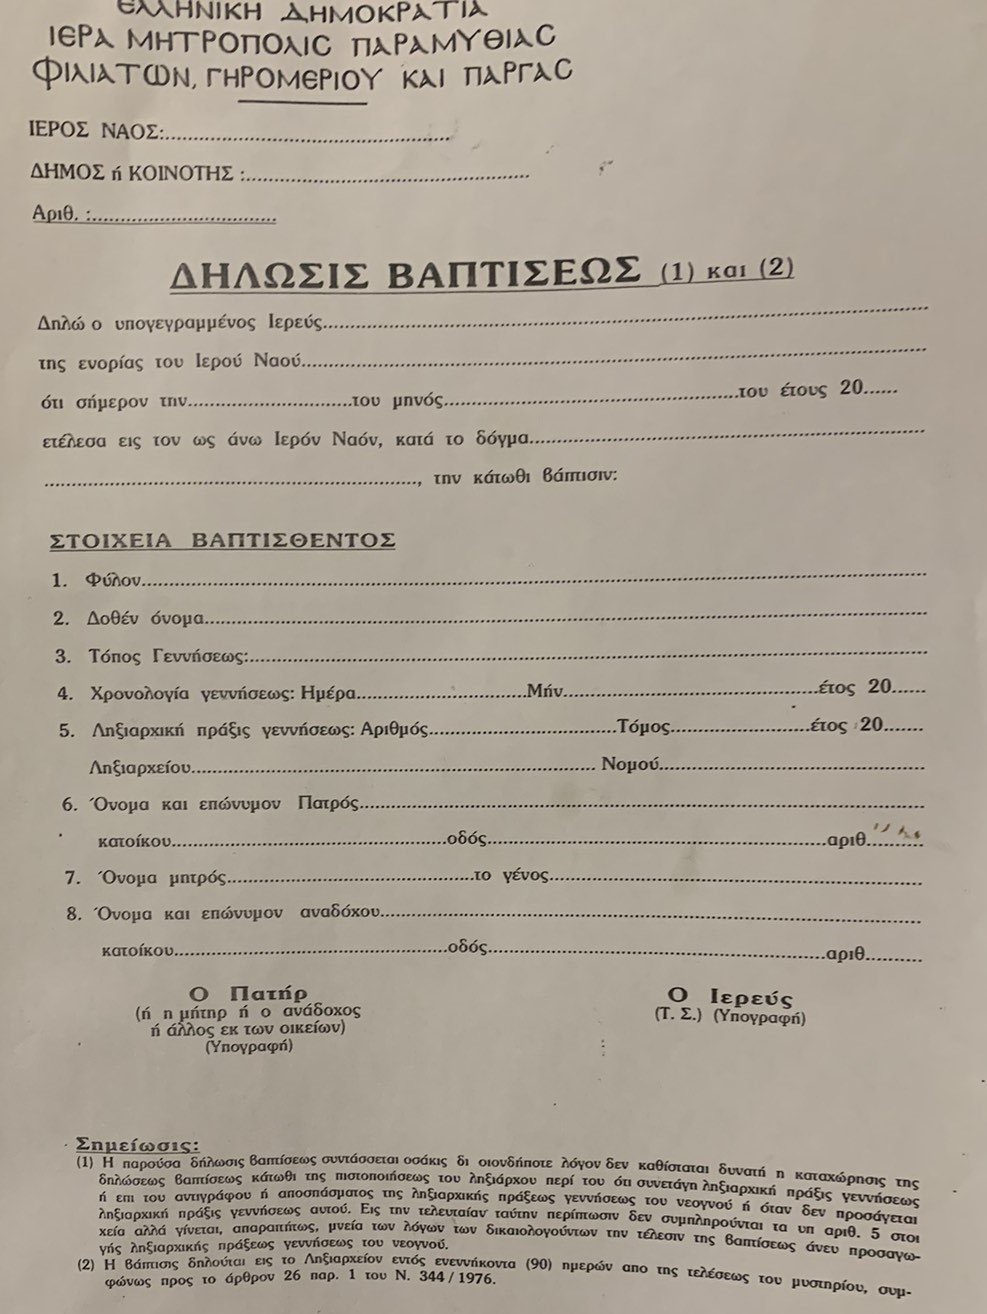 ΕΛΛΗΝΙΚΗ ΔΗΜΟΚΡΑΤΙΑ
ΙΕΡΑ ΜΗΤΡΟΠΟΛΙΣ ΠΑΡΑΜΥΘΙΑΣ
ΦΙΛΙΑΤΩΝ, ΓΗΡΟΜΕΡΙΟΥ ΚΑΙ ΠΑΡΓΑΣ
ΙΕΡΟΣ ΝΑΟΣ:..................................................
ΔΗΜΟΣ ή ΚΟΙΝΟΤΗΣ :..................................................
Αριθ. :................................
ΔΗΛΩΣΙΣ ΒΑΠΤΙΣΕΩΣ (1) και (2)
Δηλώ ο υπογεγραμμένος Ιερεύς..................................................
της ενορίας του Ιερού Ναού..................................................
ότι σήμερον την.............................του μηνός..................................................του έτους 20......
ετέλεσα εις τον ως άνω Ιερόν Ναόν, κατά το δόγμα..................................................
.................................................., την κάτωθι βάπτισιν:
ΣΤΟΙΧΕΙΑ ΒΑΠΤΙΣΘΕΝΤΟΣ
1. Φύλον..................................................
2. Δοθέν όνομα..................................................
3. Τόπος Γεννήσεως:..................................................
4. Χρονολογία γεννήσεως: Ημέρα..............................Μήν..................................................έτος 20......
5. Ληξιαρχική πράξις γεννήσεως: Αριθμός..................................Τόμος.........................έτος 20.......
Ληξιαρχείου.................................................. Νομού..................................................
6. Όνομα και επώνυμον Πατρός..................................................
κατοίκου..................................................οδός..................................................αριθ..........
7. Όνομα μητρός..................................................το γένος..................................................
8. Όνομα και επώνυμον αναδόχου..................................................
κατοίκου..................................................οδός..................................................αριθ..........
Ο Πατήρ
(ή η μήτηρ ή ο ανάδοχος
ή άλλος εκ των οικείων)
(Υπογραφή)
Ο Ιερεύς
(Τ. Σ.) (Υπογραφή)
Σημείωσις:
(1) Η παρούσα δήλωσις βαπτίσεως συντάσσεται οσάκις δι οιονδήποτε λόγον δεν καθίσταται δυνατή η καταχώρησις της
δηλώσεως βαπτίσεως κάτωθι της πιστοποιήσεως του ληξιάρχου περί του ότι συνετάγη ληξιαρχική πράξις γεννήσεως
ή επι του αντιγράφου ή αποσπάσματος της ληξιαρχικής πράξεως γεννήσεως του νεογνού ή όταν δεν προσάγεται
ληξιαρχική πράξις γεννήσεως αυτού. Εις την τελευταίαν ταύτην περίπτωσιν δεν συμπληρούνται τα υπ αριθ. 5 στοι
χεία αλλά γίνεται, απαραιτήτως, μνεία των λόγων των δικαιολογούντων την τέλεσιν της βαπτίσεως άνευ προσαγω-
γής ληξιαρχικής πράξεως γεννήσεως του νεογνού.
(2) Η βάπτισις δηλούται εις το Ληξιαρχείον εντός ενενήκοντα (90) ημερών απο της τελέσεως του μυστηρίου, συμ-
φώνως προς το άρθρον 26 παρ. 1 του Ν. 344 / 1976.